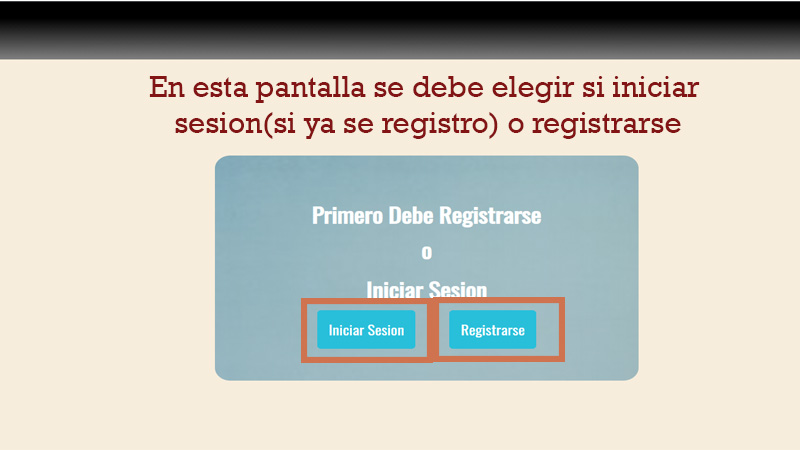 En esta pantalla se debe elegir si iniciar
sesion(si ya se registro) o registrarse
Primero Debe Registrarse
o
Iniciar Sesion
Iniciar Sesion
Registrarse